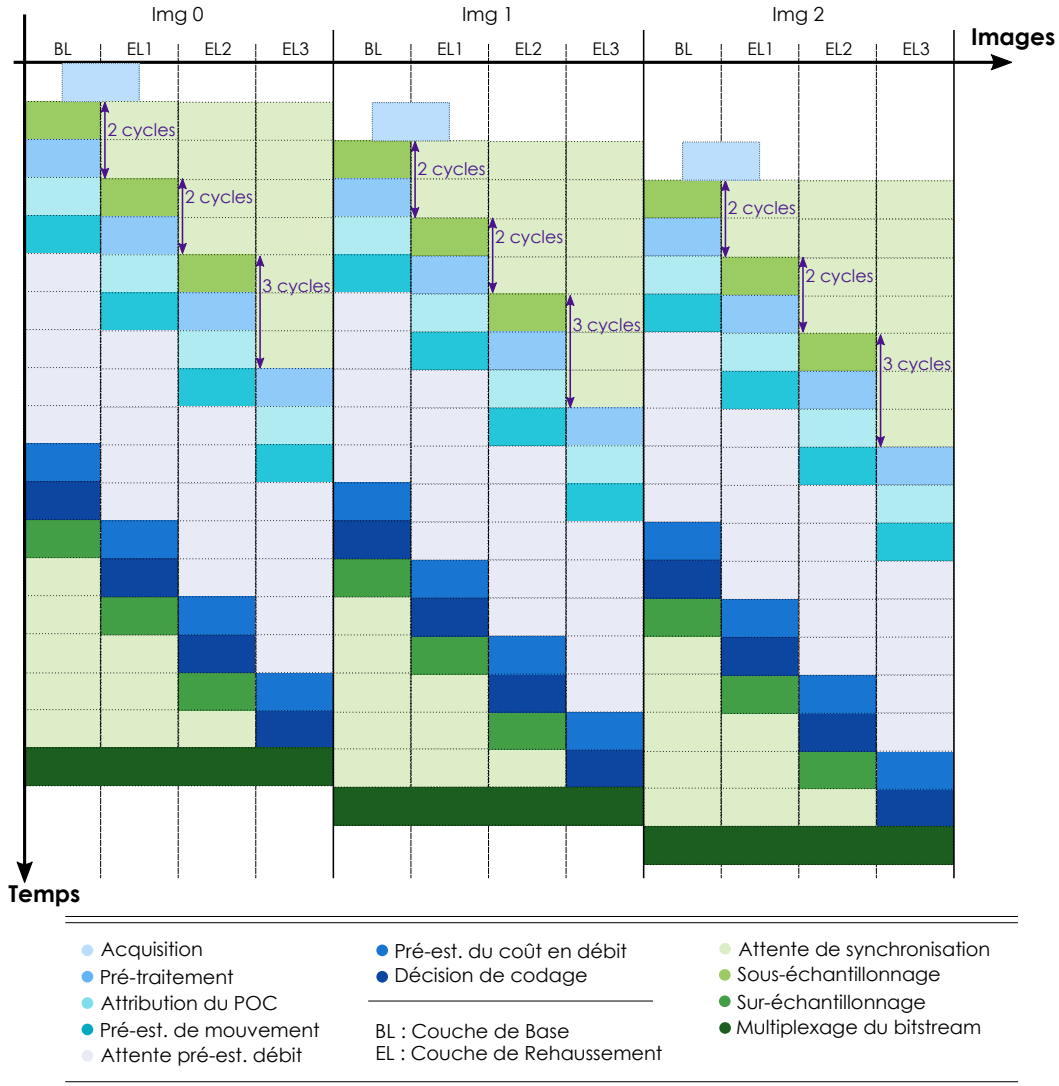 Img 0
Img 1
Img 2
BL
EL1
EL2
EL3
BL
EL1
EL2
EL3
BL
EL1
EL2
EL3
Images
2 cycles
2 cycles
3 cycles
2 cycles
2 cycles
3 cycles
2 cycles
2 cycles
3 cycles
Temps
Acquisition
Pré-traitement
Attribution du POC
Pré-est. de mouvement
Attente pré-est. débit
Pré-est. du coût en débit
Décision de codage
BL : Couche de Base
EL : Couche de Rehaussement
Attente de synchronisation
Sous-échantillonnage
Sur-échantillonnage
Multiplexage du bitstream